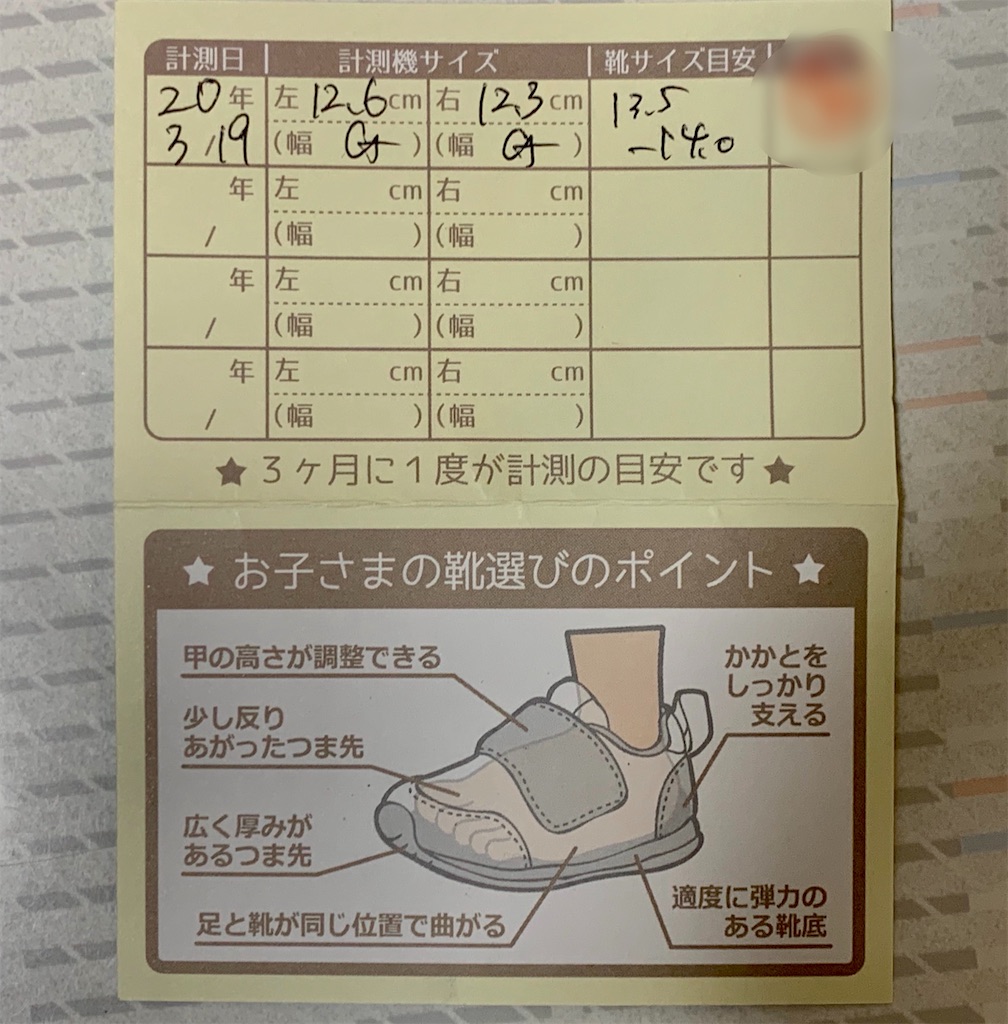 計測日 計測機サイズ 靴サイズ目安
20年 左 12.6cm 右 12.3cm 13.5
3/19 (幅 ) (幅 ) -14.0
年 左 cm 右 cm
/ (幅 ) (幅 )
年 左 cm 右 cm
/ (幅 ) (幅 )
年 左 cm 右 cm
/ (幅 ) (幅 )
★3ヶ月に1度が計測の目安です★
★お子さまの靴選びのポイント★
甲の高さが調整できる
少し反り
あがったつま先
広く厚みが
あるつま先
足と靴が同じ位置で曲がる
かかとを
しっかり
支える
適度に弾力の
ある靴底